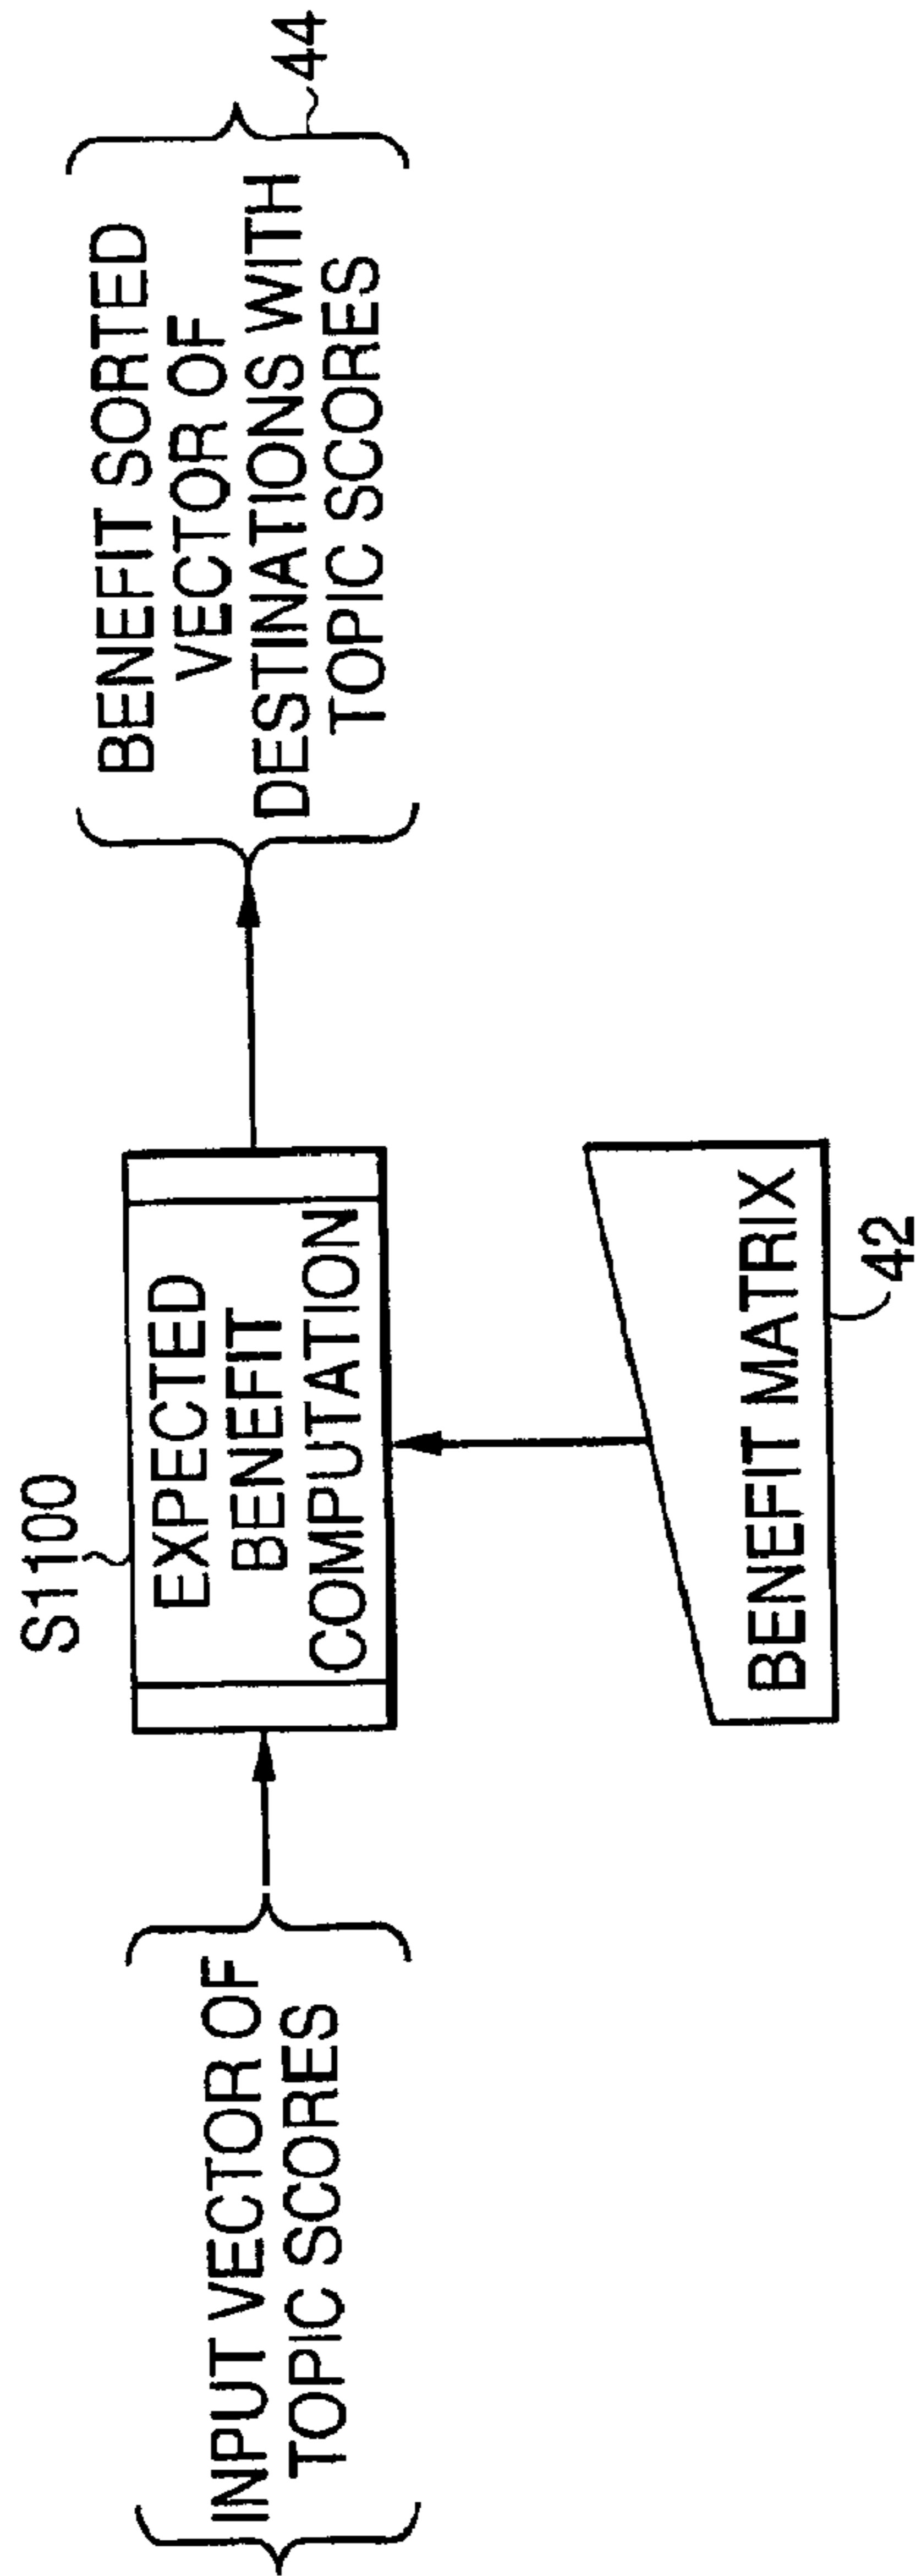 INPUT VECTOR OF
TOPIC SCORES
S1100
EXPECTED
BENEFIT
COMPUTATION
BENEFIT MATRIX
42
BENEFIT SORTED
VECTOR OF
DESTINATIONS WITH
TOPIC SCORES
44